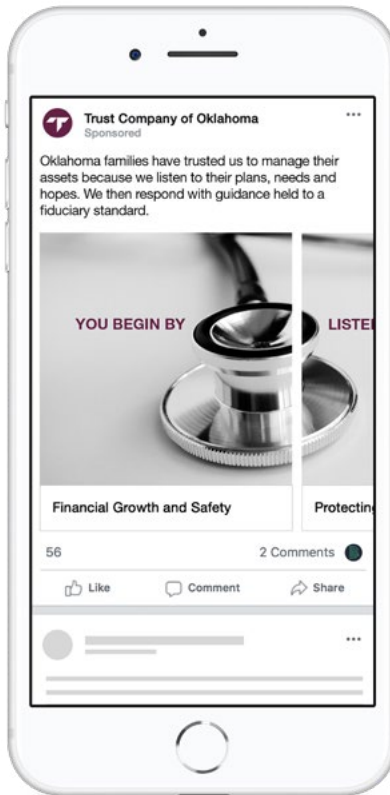 Trust Company of Oklahoma
Sponsored
Oklahoma families have trusted us to manage their
assets because we listen to their plans, needs and
hopes. We then respond with guidance held to a
fiduciary standard.
YOU BEGIN BY
LISTE
Financial Growth and Safety
Protecting
56
2 Comments
Like
Comment
Share